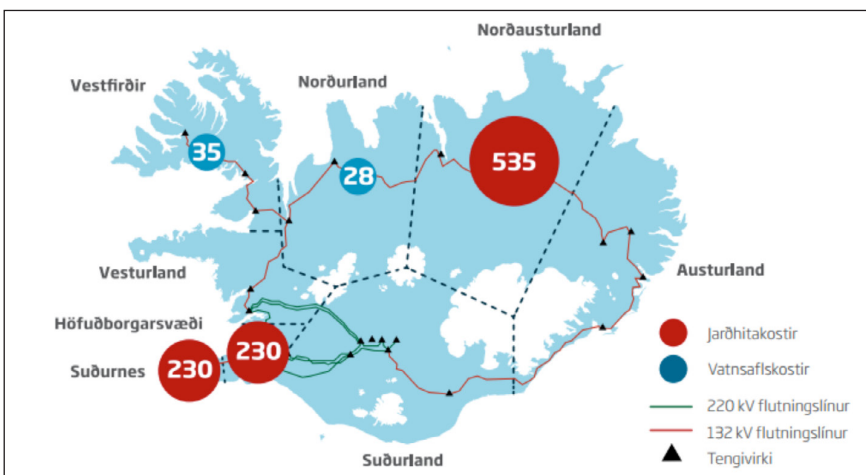 Norðausturland
Vestfirðir
Norðurland
35
28
535
Vesturland
Austurland
Höfuðborgarsvæði
230
230
Suðurnes
Suðurland
Jarðhitakostir
Vatnsaflskostir
220 kV flutningslínur
132 kV flutningslínur
Tengivirki